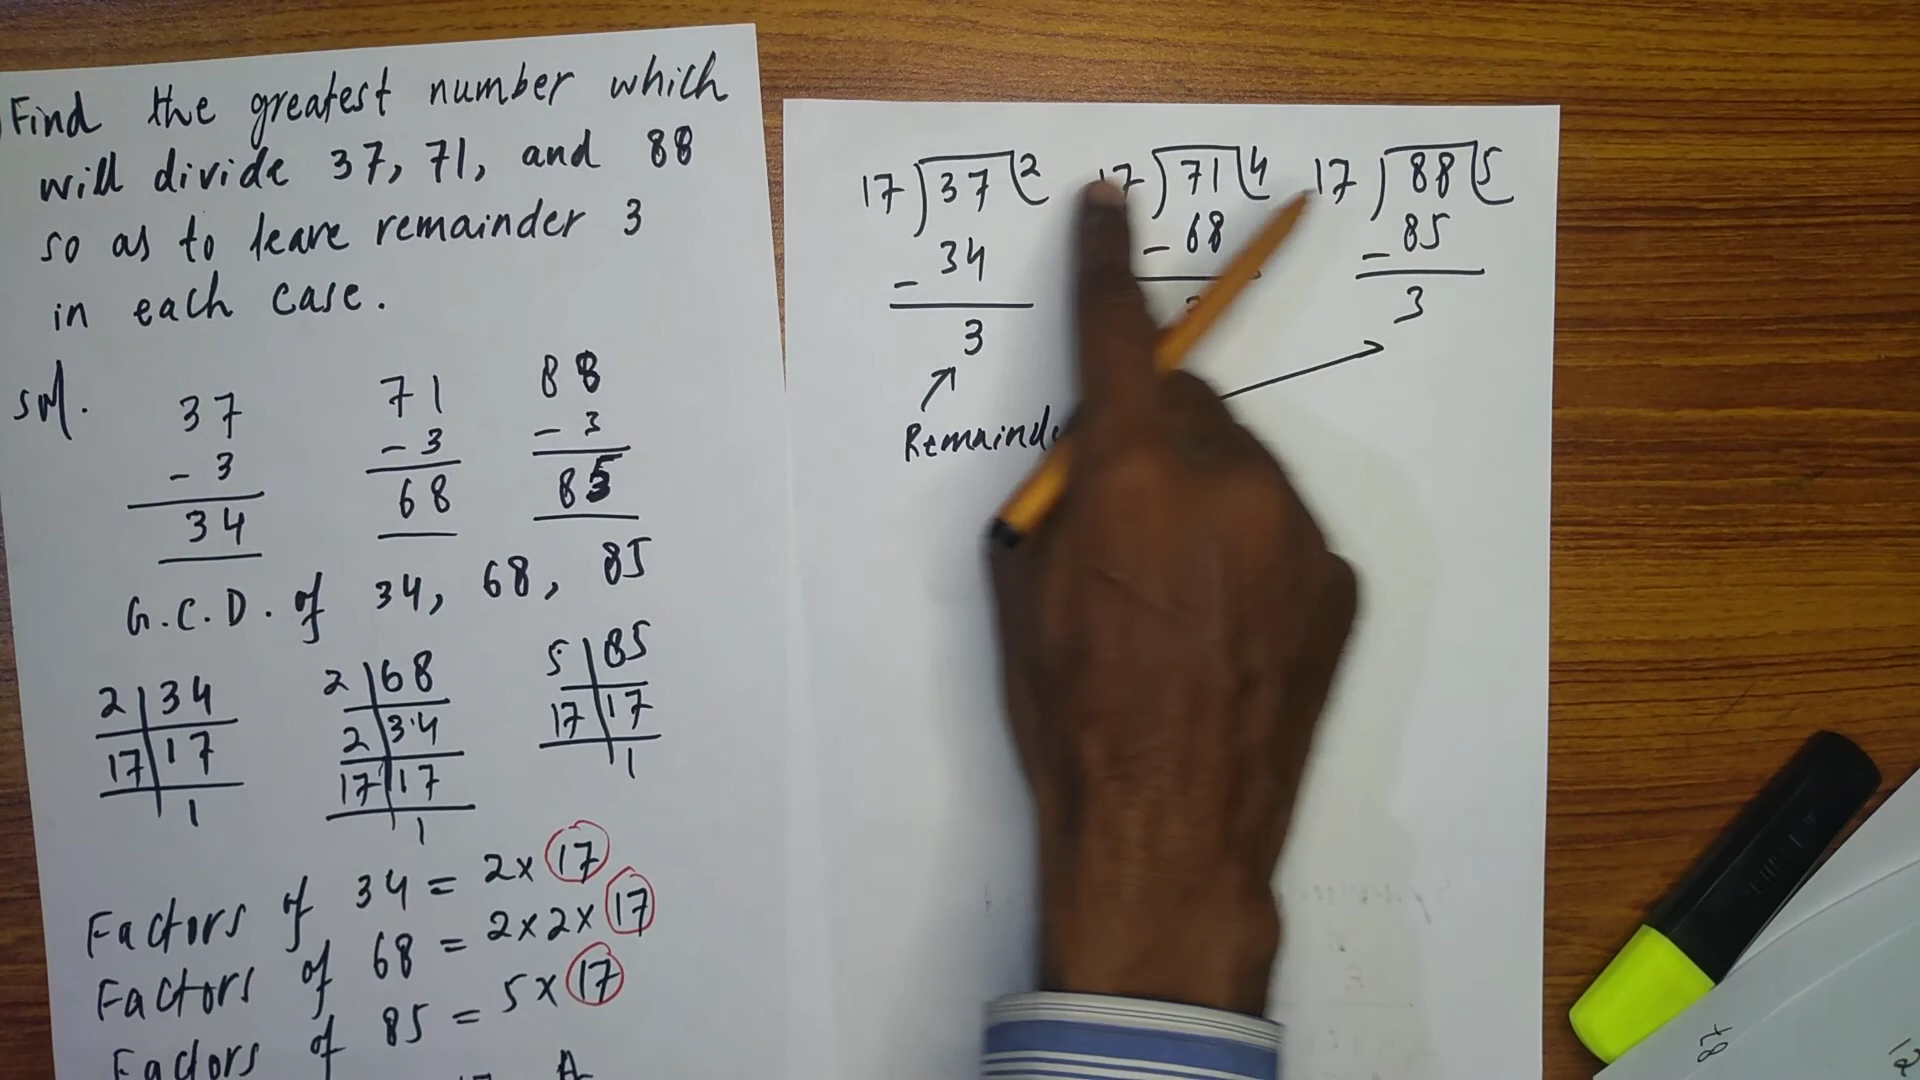 Find the greatest number which
will divide 37, 71, and 88
so as to leave remainder 3
in each case.
Sol.
37 71 88
- 3 - 3 - 3
34 68 85
G.C.D. of 34, 68, 85
2 | 34 2 | 68 5 | 85
17 | 17 2 | 34 17 | 17
1 17 | 17 1
1
Factors of 34 = 2 x 17
Factors of 68 = 2 x 2 x 17
Factors of 85 = 5 x 17
17 ) 37 ( 2 17 ) 71 ( 4 17 ) 88 ( 5
- 34 - 68 - 85
3 3 3